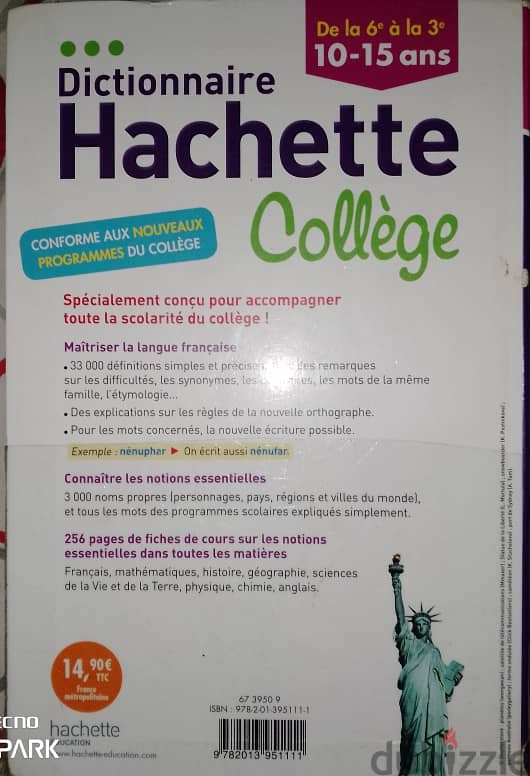 De la 6e à la 3e
10-15 ans
Dictionnaire
Hachette
Collège
CONFORME AUX NOUVEAUX
PROGRAMMES DU COLLÈGE
Spécialement conçu pour accompagner
toute la scolarité du collège !
Maîtriser la langue française
• 33 000 définitions simples et précises, des remarques
sur les difficultés, les synonymes, les les mots de la même
famille, l'étymologie...
• Des explications sur les règles de la nouvelle orthographe.
• Pour les mots concernés, la nouvelle écriture possible.
Exemple : nénuphar ► On écrit aussi nénufar.
Connaître les notions essentielles
3 000 noms propres (personnages, pays, régions et villes du monde),
et tous les mots des programmes scolaires expliqués simplement.
256 pages de fiches de cours sur les notions
essentielles dans toutes les matières
Français, mathématiques, histoire, géographie, sciences
de la Vie et de la Terre, physique, chimie, anglais.
14,90€
TTC
France
métropolitaine
hachette
ÉDUCATION
www.hachette-education.com
67 3950 9
ISBN : 978-2-01-395111-1
9 782013 951111
CNO
PARK
dubizzle